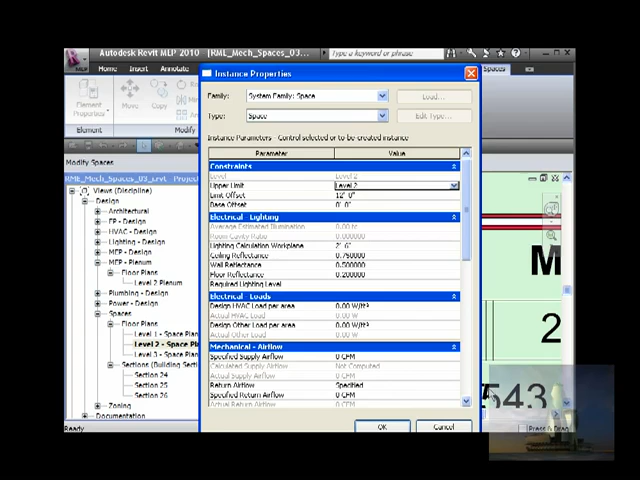 Autodesk Revit MEP 2010 - [RME_Mech_Spaces_03...
Type a keyword or phrase
Home Insert Annotate
Spaces
Element
Properties
Move
Copy
Element
Modify
Modify Spaces
RME_Mech_Spaces_03.rvt - Project
Views (Discipline)
Design
Architectural
FP - Design
HVAC - Design
Lighting - Design
MEP - Design
MEP - Plenum
Floor Plans
Level 2 Plenum
Plumbing - Design
Power - Design
Spaces
Floor Plans
Level 1 - Space Plan
Level 2 - Space Pla
Level 3 - Space Plan
Sections (Building Section
Section 24
Section 25
Section 26
Zoning
Documentation
Ready
Instance Properties
Family: System Family: Space Load...
Type: Space Edit Type...
Instance Parameters - Control selected or to-be-created instance
Parameter Value
Constraints
Level Level 2
Upper Limit Level 2
Limit Offset 12' 0"
Base Offset 0' 0"
Electrical - Lighting
Average Estimated Illumination 0.00 fc
Room Cavity Ratio 0.000000
Lighting Calculation Workplane 2' 6"
Ceiling Reflectance 0.750000
Wall Reflectance 0.500000
Floor Reflectance 0.200000
Required Lighting Level
Electrical - Loads
Design HVAC Load per area 0.00 W/ft²
Actual HVAC Load
Design Other Load per area 0.00 W/ft²
Actual Other Load
Mechanical - Airflow
Specified Supply Airflow 0 CFM
Calculated Supply Airflow Not Computed
Actual Supply Airflow 0 CFM
Return Airflow Specified
Specified Return Airflow 0 CFM
Actual Return Airflow 0 CFM
OK Cancel
M
2
543
Press & Drag